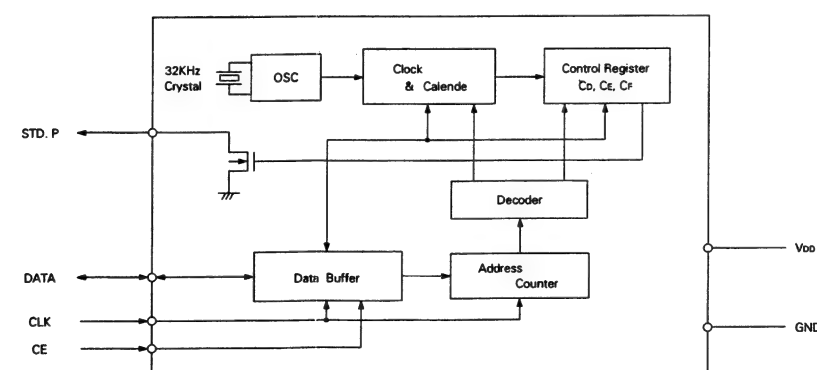 32KHz
Crystal
OSC
Clock
& Calende
Control Register
CD, CE, CF
STD. P
Decoder
VDD
DATA
Data Buffer
Address
Counter
CLK
GND
CE